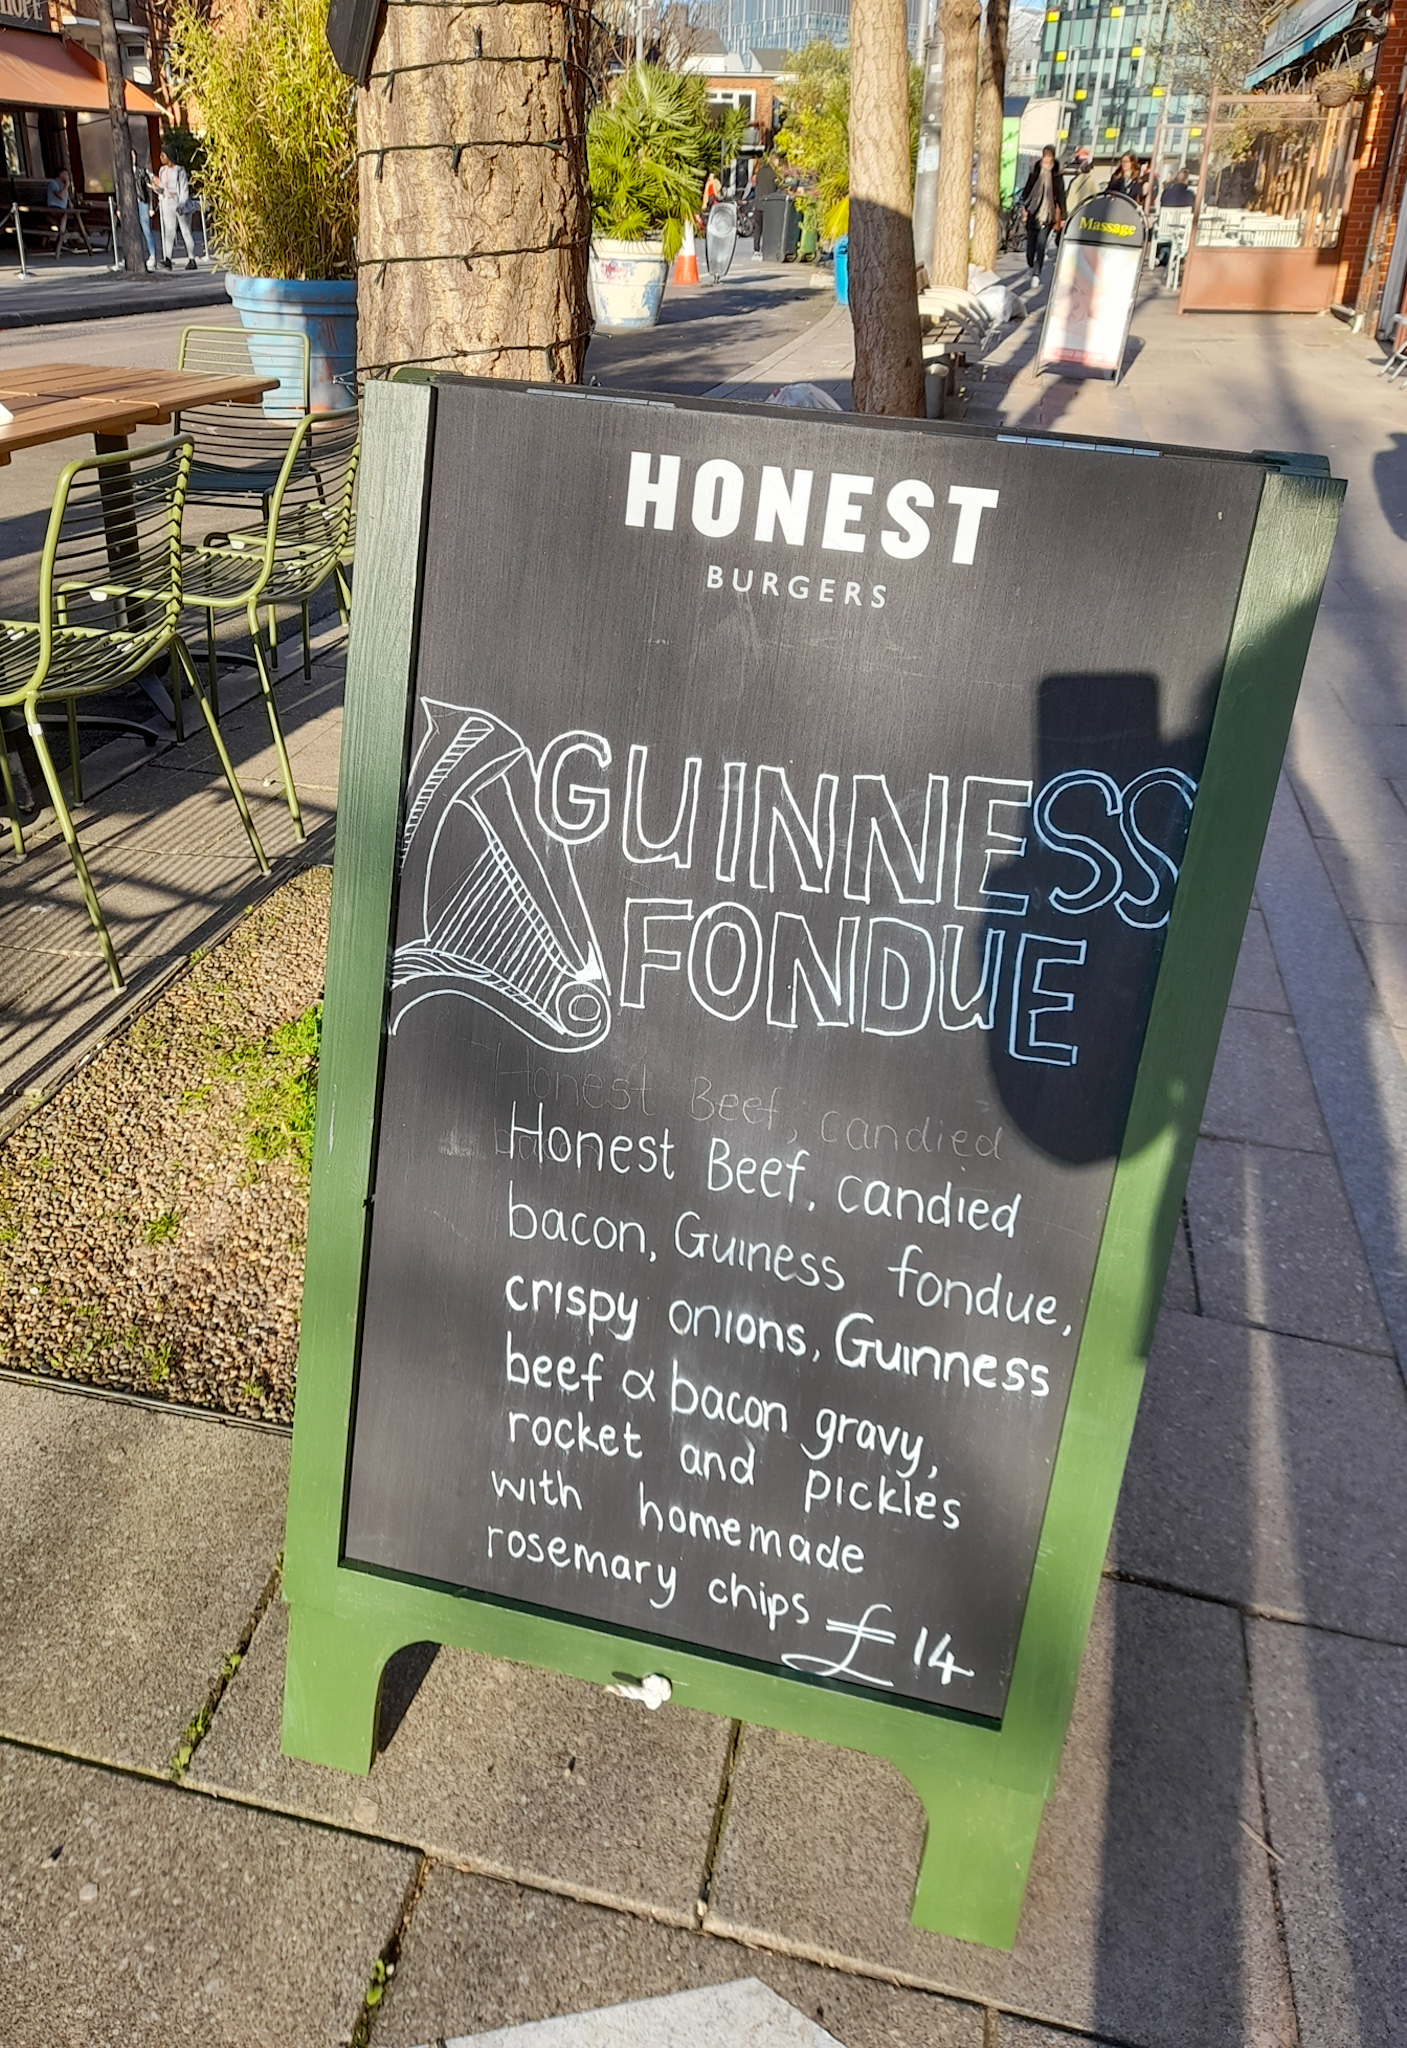 HOPE
Massage
HONEST
BURGERS
GUINNESS
FONDUE
Honest Beef, candied
Honest Beef, candied
bacon, Guiness fondue,
crispy onions, Guinness
beef & bacon gravy,
rocket and pickles
with homemade
rosemary chips £14